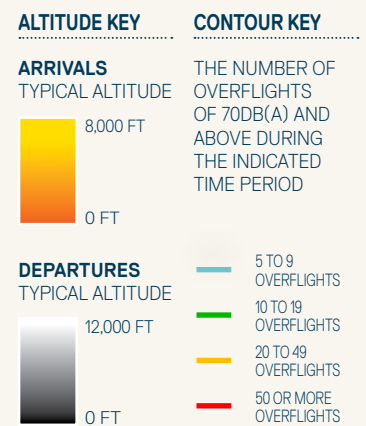 ALTITUDE KEY
ARRIVALS
TYPICAL ALTITUDE
8,000 FT
0 FT
DEPARTURES
TYPICAL ALTITUDE
12,000 FT
0 FT
CONTOUR KEY
THE NUMBER OF
OVERFLIGHTS
OF 70DB(A) AND
ABOVE DURING
THE INDICATED
TIME PERIOD
5 TO 9
OVERFLIGHTS
10 TO 19
OVERFLIGHTS
20 TO 49
OVERFLIGHTS
50 OR MORE
OVERFLIGHTS